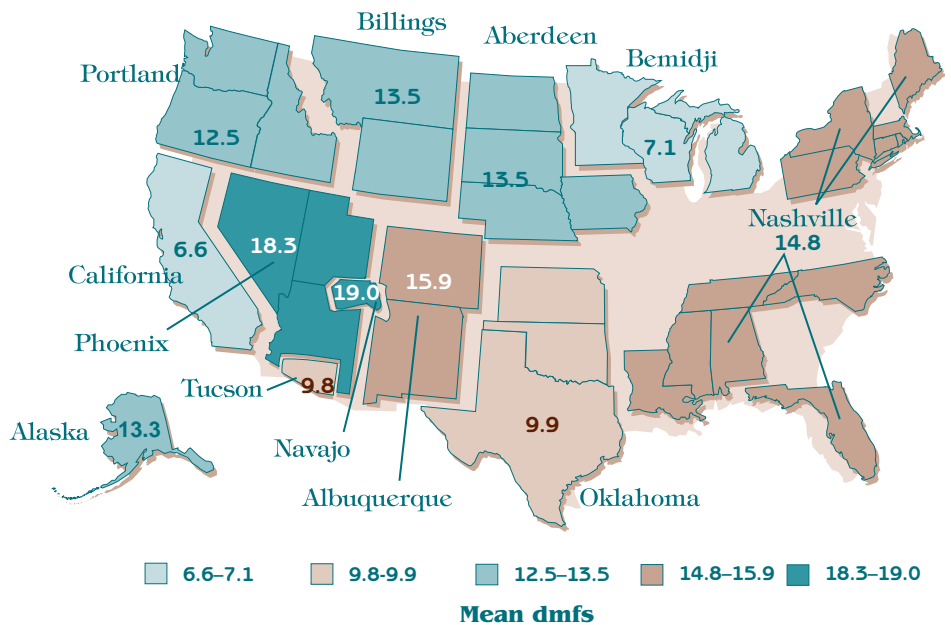 Billings
Aberdeen
Bemidji
Portland
13.5
12.5
7.1
13.5
Nashville
14.8
6.6
18.3
California
19.0
15.9
Phoenix
Tucson
9.8
Alaska
13.3
9.9
Navajo
Albuquerque
Oklahoma
6.6–7.1
9.8-9.9
12.5–13.5
14.8–15.9
18.3–19.0
Mean dmfs